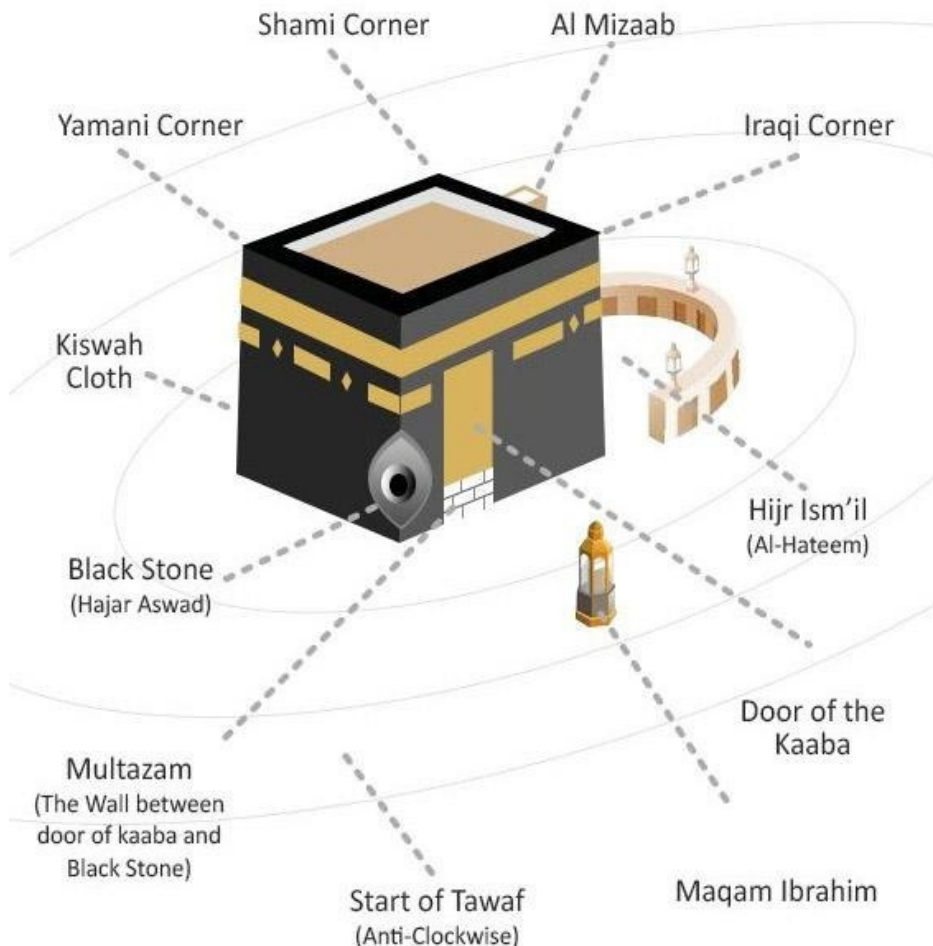 Shami Corner
Al Mizaab
Yamani Corner
Iraqi Corner
Kiswah
Cloth
Hijr Ism’il
(Al-Hateem)
Black Stone
(Hajar Aswad)
Door of the
Kaaba
Multazam
(The Wall between
door of kaaba and
Black Stone)
Maqam Ibrahim
Start of Tawaf
(Anti-Clockwise)